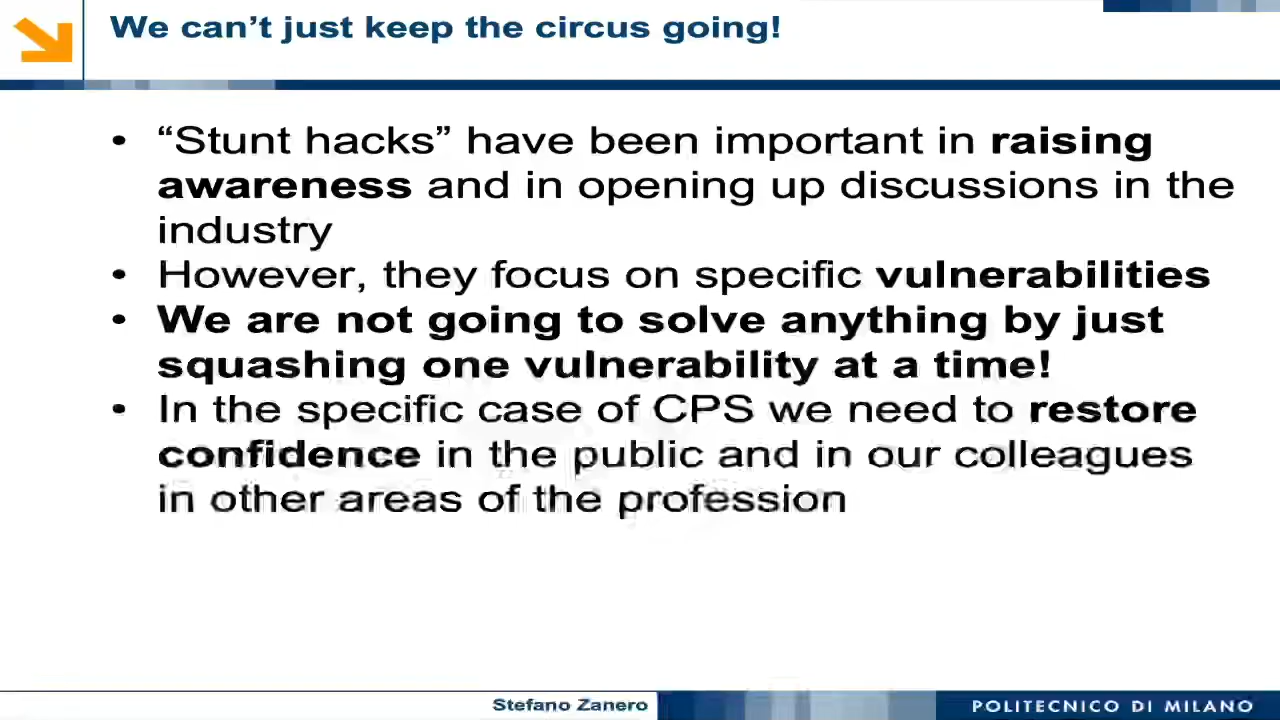 We can’t just keep the circus going!
• “Stunt hacks” have been important in raising
awareness and in opening up discussions in the
industry
• However, they focus on specific vulnerabilities
• We are not going to solve anything by just
squashing one vulnerability at a time!
• In the specific case of CPS we need to restore
confidence in the public and in our colleagues
in other areas of the profession
Stefano Zanero
POLITECNICO DI MILANO